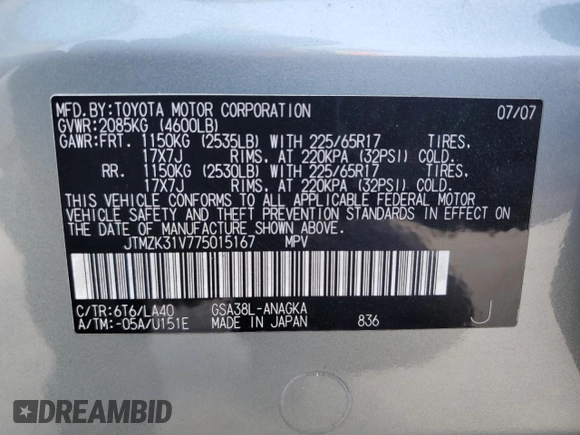 MFD.BY:TOYOTA MOTOR CORPORATION 07/07
GVWR:2085KG (4600LB)
GAWR:FRT. 1150KG (2535LB) WITH 225/65R17 TIRES,
17X7J RIMS, AT 220KPA (32PSI) COLD.
RR. 1150KG (2530LB) WITH 225/65R17 TIRES,
17X7J RIMS, AT 220KPA (32PSI) COLD.
THIS VEHICLE CONFORMS TO ALL APPLICABLE FEDERAL MOTOR
VEHICLE SAFETY AND THEFT PREVENTION STANDARDS IN EFFECT
ON THE DATE OF MANUFACTURE SHOWN ABOVE.
JTMZK31V775015167 MPV
C/TR:6T6/LA40 GSA38L-ANAGKA
A/TM:-05A/U151E MADE IN JAPAN 836 J
DREAMBID